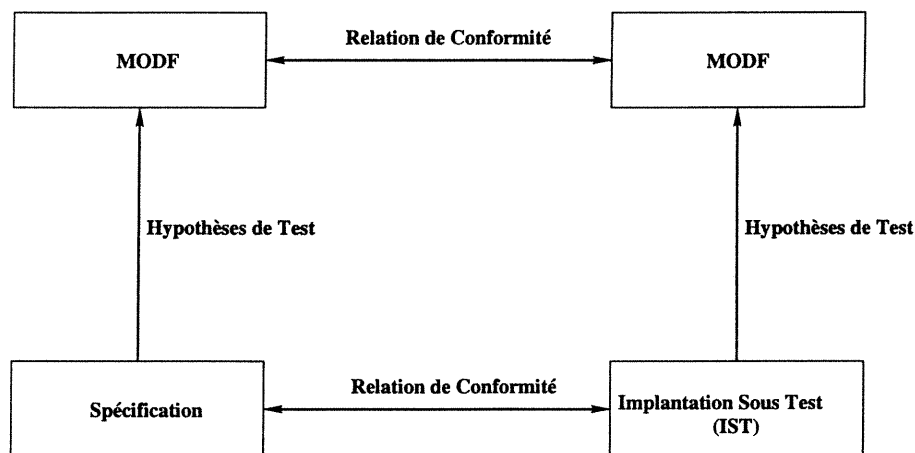 Relation de Conformité
MODF
MODF
Hypothèses de Test
Hypothèses de Test
Relation de Conformité
Spécification
Implantation Sous Test
(IST)